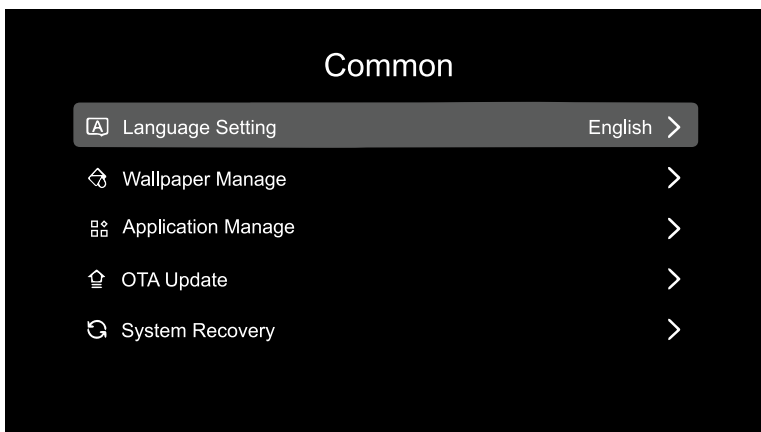 Common
A Language Setting English
Wallpaper Manage
Application Manage
OTA Update
System Recovery